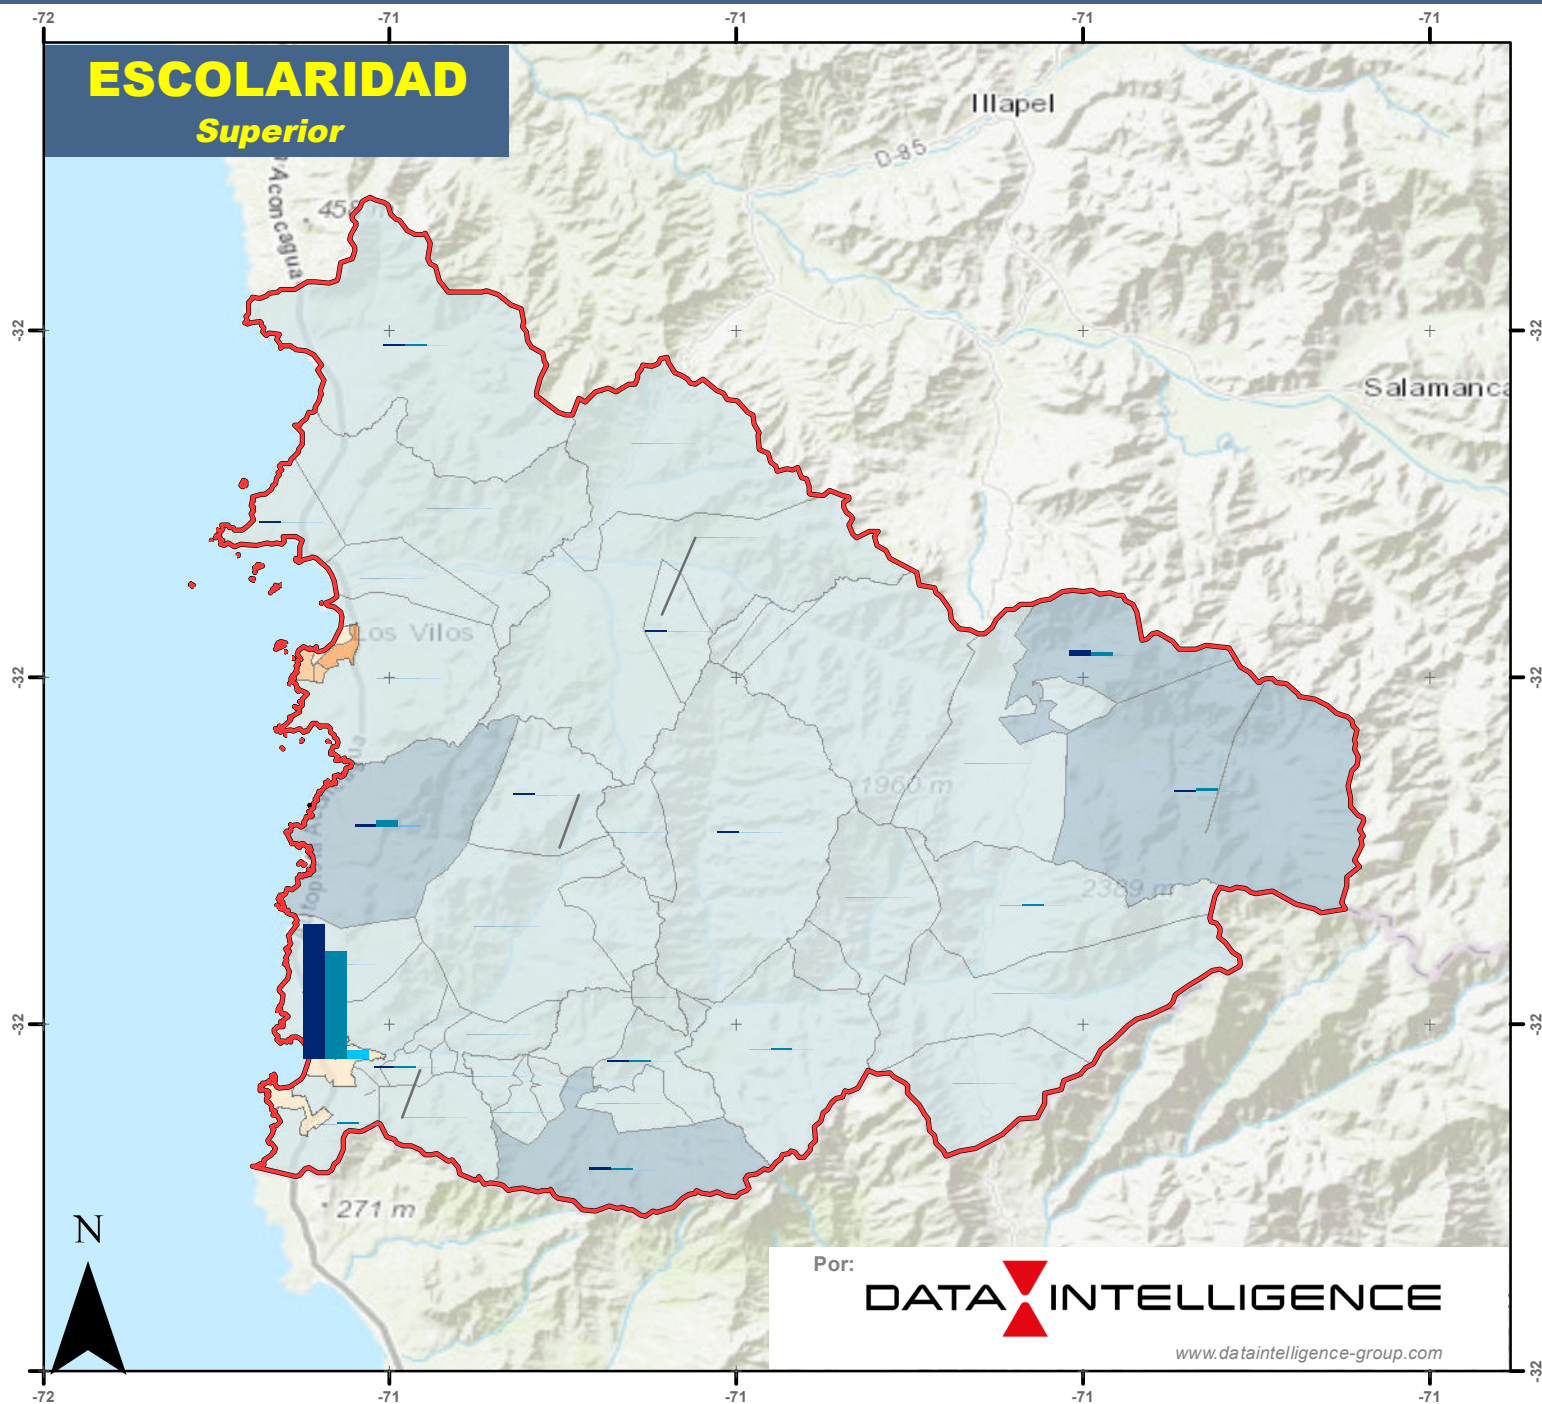 -72
-71
-71
-71
-71
ESCOLARIDAD
Superior
Illapel
D-85
Aconcagua
458 m
-32
-32
Salamanca
Los Vilos
-32
-32
1960 m
2389 m
-32
-32
271 m
N
Por:
DATA INTELLIGENCE
www.dataintelligence-group.com
-32
-72
-71
-71
-71
-71